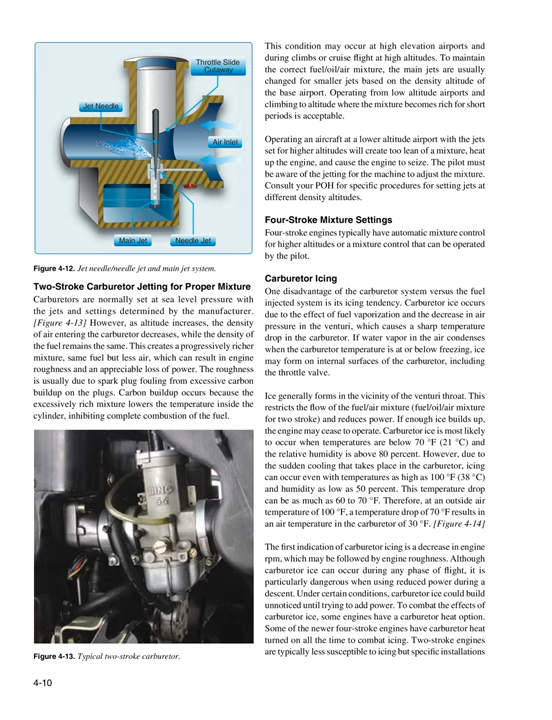 Throttle Slide
Cutaway
Jet Needle
Air Inlet
Main Jet
Needle Jet
Figure 4-12. Jet needle/needle jet and main jet system.
Two-Stroke Carburetor Jetting for Proper Mixture
Carburetors are normally set at sea level pressure with
the jets and settings determined by the manufacturer.
[Figure 4-13] However, as altitude increases, the density
of air entering the carburetor decreases, while the density of
the fuel remains the same. This creates a progressively richer
mixture, same fuel but less air, which can result in engine
roughness and an appreciable loss of power. The roughness
is usually due to spark plug fouling from excessive carbon
buildup on the plugs. Carbon buildup occurs because the
excessively rich mixture lowers the temperature inside the
cylinder, inhibiting complete combustion of the fuel.
BING
54
Figure 4-13. Typical two-stroke carburetor.
4-10
This condition may occur at high elevation airports and
during climbs or cruise flight at high altitudes. To maintain
the correct fuel/oil/air mixture, the main jets are usually
changed for smaller jets based on the density altitude of
the base airport. Operating from low altitude airports and
climbing to altitude where the mixture becomes rich for short
periods is acceptable.
Operating an aircraft at a lower altitude airport with the jets
set for higher altitudes will create too lean of a mixture, heat
up the engine, and cause the engine to seize. The pilot must
be aware of the jetting for the machine to adjust the mixture.
Consult your POH for specific procedures for setting jets at
different density altitudes.
Four-Stroke Mixture Settings
Four-stroke engines typically have automatic mixture control
for higher altitudes or a mixture control that can be operated
by the pilot.
Carburetor Icing
One disadvantage of the carburetor system versus the fuel
injected system is its icing tendency. Carburetor ice occurs
due to the effect of fuel vaporization and the decrease in air
pressure in the venturi, which causes a sharp temperature
drop in the carburetor. If water vapor in the air condenses
when the carburetor temperature is at or below freezing, ice
may form on internal surfaces of the carburetor, including
the throttle valve.
Ice generally forms in the vicinity of the venturi throat. This
restricts the flow of the fuel/air mixture (fuel/oil/air mixture
for two stroke) and reduces power. If enough ice builds up,
the engine may cease to operate. Carburetor ice is most likely
to occur when temperatures are below 70 °F (21 °C) and
the relative humidity is above 80 percent. However, due to
the sudden cooling that takes place in the carburetor, icing
can occur even with temperatures as high as 100 °F (38 °C)
and humidity as low as 50 percent. This temperature drop
can be as much as 60 to 70 °F. Therefore, at an outside air
temperature of 100 °F, a temperature drop of 70 °F results in
an air temperature in the carburetor of 30 °F. [Figure 4-14]
The first indication of carburetor icing is a decrease in engine
rpm, which may be followed by engine roughness. Although
carburetor ice can occur during any phase of flight, it is
particularly dangerous when using reduced power during a
descent. Under certain conditions, carburetor ice could build
unnoticed until trying to add power. To combat the effects of
carburetor ice, some engines have a carburetor heat option.
Some of the newer four-stroke engines have carburetor heat
turned on all the time to combat icing. Two-stroke engines
are typically less susceptible to icing but specific installations